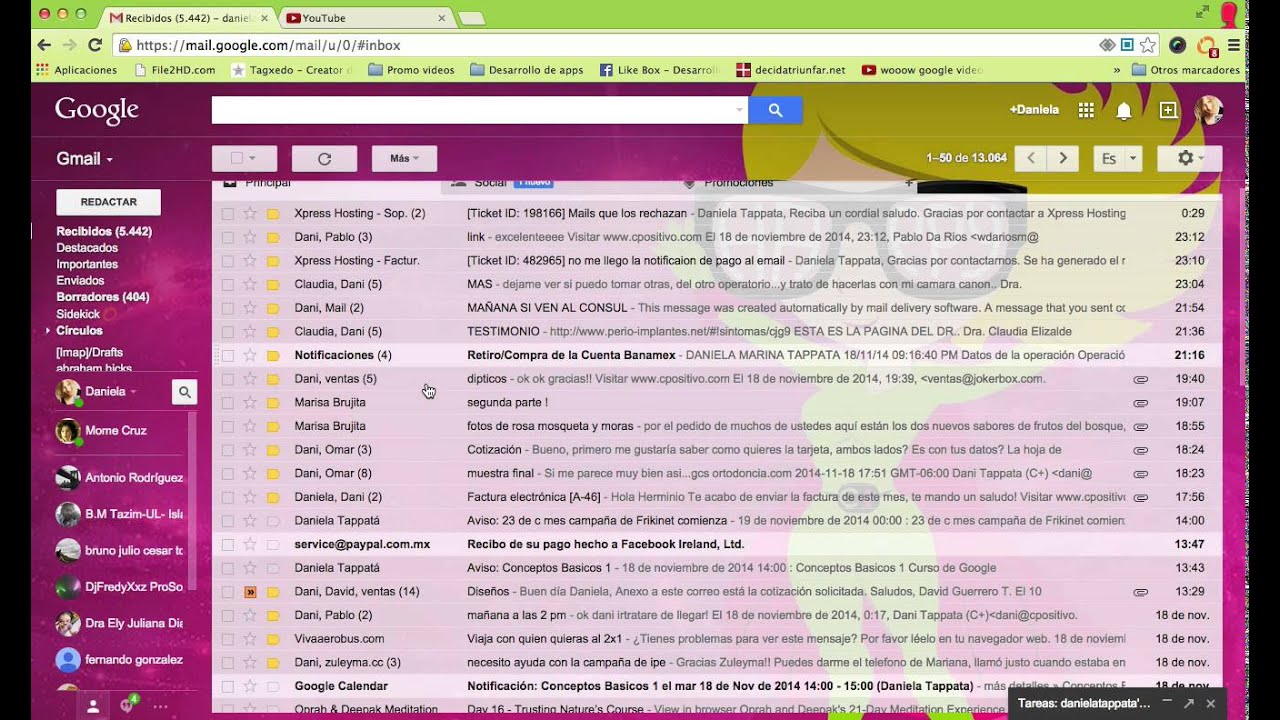 Recibidos (5.442) – daniela
YouTube
https://mail.google.com/mail/u/0/#inbox
8
Aplicaciones
File2HD.com
Tagxedo - Creator
Promo videos
Desarrollo de apps
Like Box - Desarrol
decidatriunfar.net
wooow google video
» Otros marcadores
Google
+Daniela
Gmail
Más
1–50 de 13.064
Es
REDACTAR
Principal
Social 1 nuevo
Promociones
+
Recibidos (5.442)
Destacados
Importantes
Enviados
Borradores (404)
Sidekick
Círculos
[Imap]/Drafts
abraham hicks
Daniela
Mome Cruz
Antonio Rodríguez
B.M Tazim-UL- Isla
bruno julio cesar to
DjFredyXxz ProSo
Dra Ely Juliana Dia
fernando gonzalez
4
Xpress Hosting - Sop. (2) [Ticket ID: 198116] Mails que los rechazan - Daniela Tappata, Reciba un cordial saludo. Gracias por contactar a Xpress Hosting 0:29
Dani, Pablo (3) ink - excelentes Visitar www.cpositivo.com El 18 de noviembre de 2014, 23:12, Pablo Da Ríos <vdariosm@ 23:12
Xpress Hosting - Factur. [Ticket ID: 482965] no me llego la notificaion de pago al email - Daniela Tappata, Gracias por contactarnos. Se ha generado el r 23:10
Claudia, Dani (5) MAS - dejame ver si puedo tomar otras, del otro operatorio...y trato de hacerlas con mi camara canon.. Dra. 23:04
Dani, Mail (2) MAÑANA SI VEF AL CONSUL - This message was created automatically by mail delivery software. A message that you sent co 21:54
Claudia, Dani (5) TESTIMONIO - http://www.perioimplantes.net/#!sintomas/cjg9 ESTA ES LA PAGINA DEL DR.. Dra. Claudia Elizalde 21:36
Notificaciones (4) Retiro/Compra de la Cuenta Banamex - DANIELA MARINA TAPPATA 18/11/14 09:16:40 PM Datos de la operación Operació 21:16
Dani, ventas (5) dipticos - ok ok gracias!! Visitar www.cpositivo.com El 18 de noviembre de 2014, 19:39, <ventas@jokerbox.com. 19:40
Marisa Brujita segunda parte 19:07
Marisa Brujita fotos de rosa mosqueta y moras - por el pedido de muchos de ustedes aquí están los dos nuevos sabores de frutos del bosque, 18:55
Dani, Omar (3) Cotización - Bueno, primero me gustaría saber como quieres la tarjeta, ambos lados? Es con tus datos? La hoja de 18:24
Dani, Omar (8) muestra final - si me parece muy bien asi...gcs ortodoncia.com 2014-11-18 17:51 GMT-06:00 Dani Tappata (C+) <dani@ 18:23
Daniela, Dani (2) Factura electrónica [A-46] - Hola Herminio Te acabo de enviar la factura de este mes, te mando un saludo! Visitar www.cpositivo.com 17:56
Daniela Tappatá Aviso: 23 de c mes campaña de Frikinet comienza - 19 de noviembre de 2014 00:00 : 23 de c mes campaña de Frikinet comienz 14:00
service@paypal.com.mx Recibo de su pago hecho a Facebook Ireland, Ltd. 13:47
Daniela Tappatá Aviso: Conceptos Basicos 1 - 18 de noviembre de 2014 14:00 : Conceptos Basicos 1 Curso de Google 13:43
Dani, David, ventas (14) Diseños - Buen día Daniela, Anexo a este correo está la cotización solicitada. Saludos, David Guerrero T. El 10 13:29
Dani, Pablo (2) mañana a las 2 pm - ok dani trataré de llegar! El 18 de noviembre de 2014, 0:17, Dani Tappata (C+)<dani@cpositivo. 18 de nov.
Vivaaerobus.com Viaja con quien quieras al 2x1 - ¿Tienes problemas para ver este mensaje? Por favor léelo en tu navegador web. 18 de noviem 18 de nov.
Dani, zuleyma.cc (3) necesito ayuda con la campaña de google - Gracias Zuleyma!! Puedes darme el telefono de Mariana, llamó justo cuando estaba en 18 de nov.
Google Calendar Notificación: Conceptos Basicos 1 el mar 18 de Nov de 2014 14:00 - 15:00 (Daniela Tappata) - más detalles 18 de nov.
Oprah & Deepak Meditation Day 16 - Trusting Nature's Course - View in browser Oprah and Deepak's 21-Day Meditation Experience
Tareas: danielatappata'...